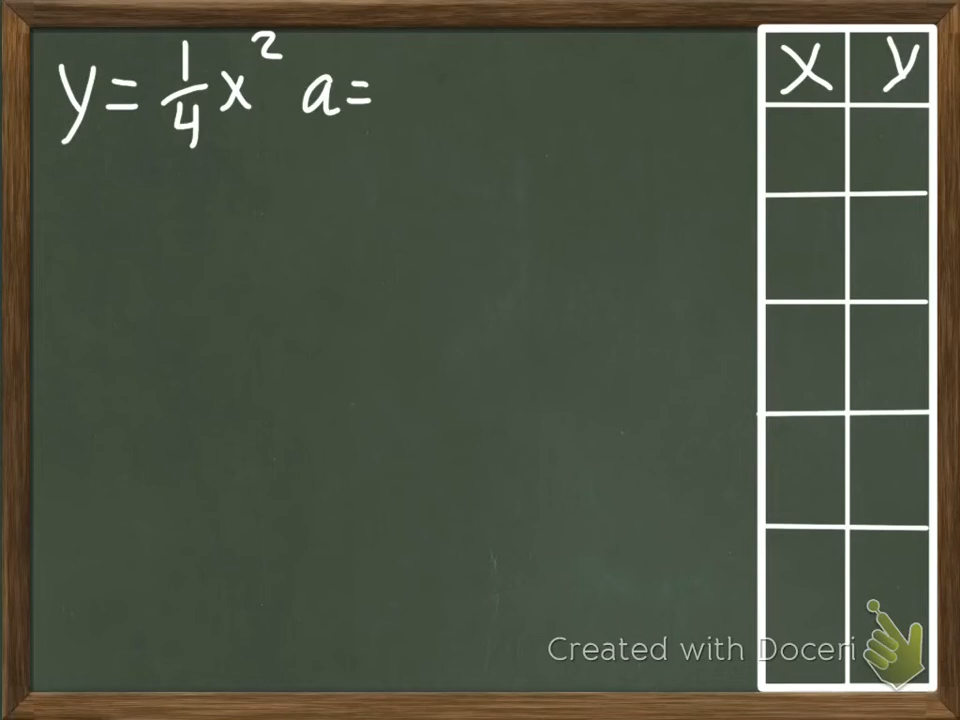 y = 1/4 x² a =
x y
Created with Doceri